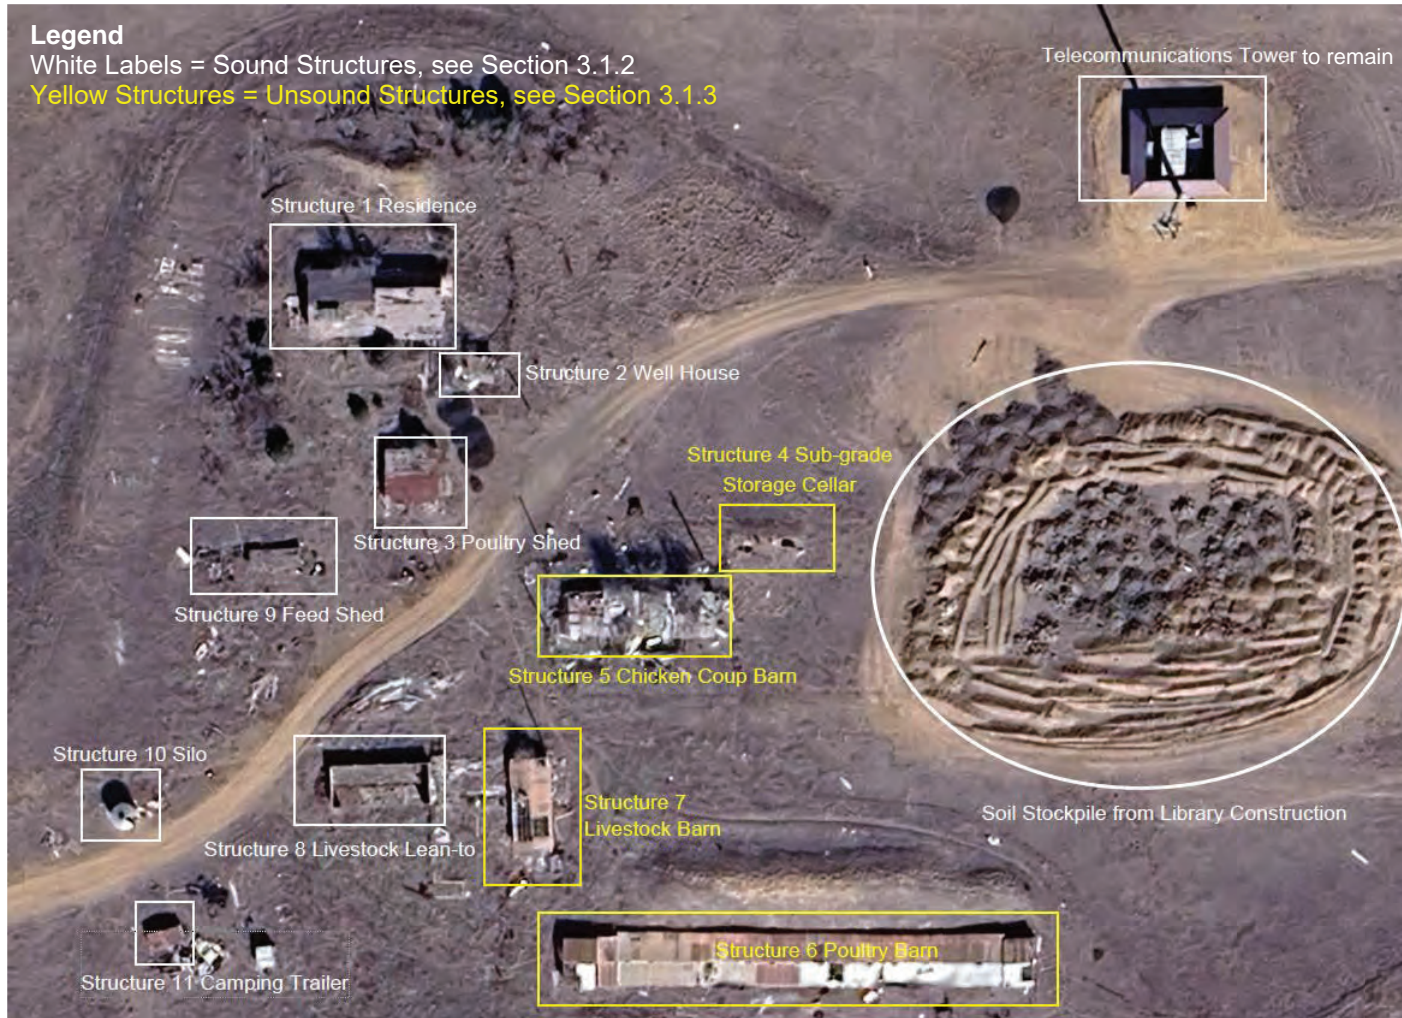 Legend
White Labels = Sound Structures, see Section 3.1.2
Yellow Structures = Unsound Structures, see Section 3.1.3
Telecommunications Tower to remain
Structure 1 Residence
Structure 2 Well House
Structure 4 Sub-grade
Storage Cellar
Structure 3 Poultry Shed
Structure 9 Feed Shed
Structure 5 Chicken Coup Barn
Structure 10 Silo
Structure 7
Livestock Barn
Soil Stockpile from Library Construction
Structure 8 Livestock Lean-to
Structure 6 Poultry Barn
Structure 11 Camping Trailer